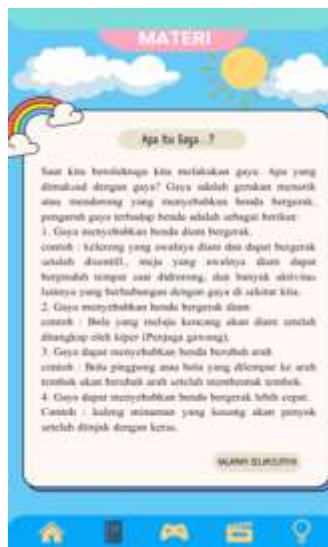 MATERI
Apa Itu Gaya..?
Saat kita berolahraga kita melakukan gaya. Apa yang
dimaksud dengan gaya? Gaya adalah gerakan menarik
atau mendorong yang menyebabkan benda bergerak.
pengaruh gaya terhadap benda adalah sebagai berikut:
1. Gaya menyebabkan benda diam bergerak.
contoh : kelereng yang awalnya diam dan dapat bergerak
setelah disentil., meja yang awalnya diam dapat
berpindah tempat saat didorong, dan banyak aktivitas
lainnya yang berhubungan dengan gaya di sekitar kita.
2. Gaya menyebabkan benda bergerak diam
contoh : Bola yang melaju kencang akan diam setelah
ditangkap oleh kiper (Penjaga gawang).
3. Gaya dapat menyebabkan benda berubah arah
contoh : Bola pingpong atau bola yang dilempar ke arah
tembok akan berubah arah setelah membentuk tembok.
4. Gaya dapat menyebabkan benda bergerak lebih cepat.
Contoh : kaleng minuman yang kosong akan penyok
setelah diinjak dengan keras.
HALAMAN SELANJUTNYA